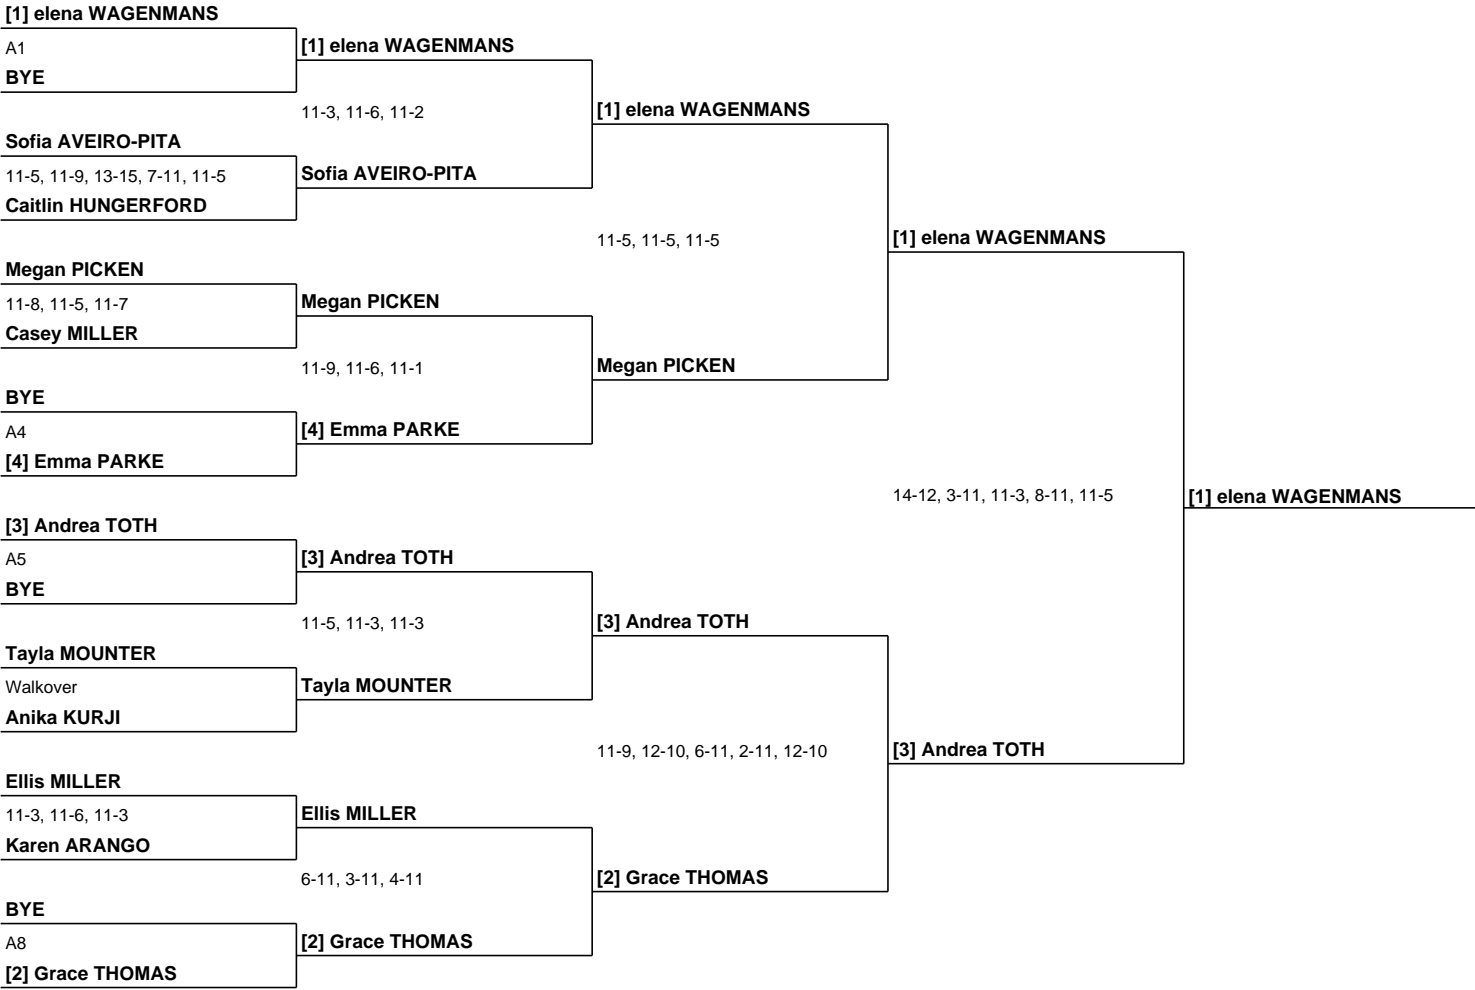 [1] elena WAGENMANS
A1
BYE
[1] elena WAGENMANS
11-3, 11-6, 11-2
Sofia AVEIRO-PITA
11-5, 11-9, 13-15, 7-11, 11-5
Caitlin HUNGERFORD
Sofia AVEIRO-PITA
[1] elena WAGENMANS
11-5, 11-5, 11-5
Megan PICKEN
11-8, 11-5, 11-7
Casey MILLER
Megan PICKEN
11-9, 11-6, 11-1
BYE
A4
[4] Emma PARKE
[4] Emma PARKE
Megan PICKEN
[1] elena WAGENMANS
14-12, 3-11, 11-3, 8-11, 11-5
[1] elena WAGENMANS
[3] Andrea TOTH
A5
BYE
[3] Andrea TOTH
11-5, 11-3, 11-3
Tayla MOUNTER
Walkover
Anika KURJI
Tayla MOUNTER
[3] Andrea TOTH
11-9, 12-10, 6-11, 2-11, 12-10
[3] Andrea TOTH
Ellis MILLER
11-3, 11-6, 11-3
Karen ARANGO
Ellis MILLER
6-11, 3-11, 4-11
BYE
A8
[2] Grace THOMAS
[2] Grace THOMAS
[2] Grace THOMAS